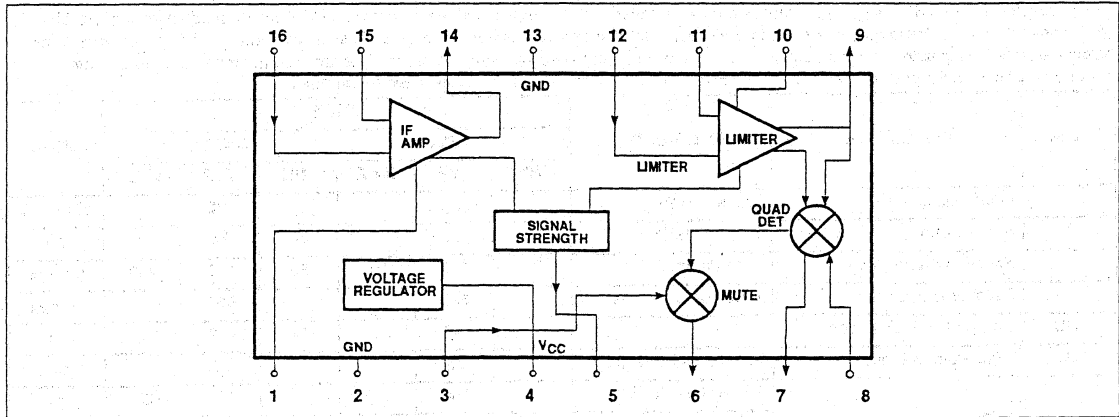 16 15 14 13 12 11 10 9
GND
IF
AMP
LIMITER
LIMITER
QUAD
DET
SIGNAL
STRENGTH
VOLTAGE
REGULATOR
MUTE
GND
VCC
1 2 3 4 5 6 7 8